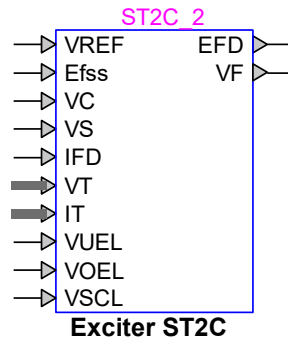 ST2C_2
VREF EFD
Efss VF
VC
VS
IFD
VT
IT
VUEL
VOEL
VSCL
Exciter ST2C